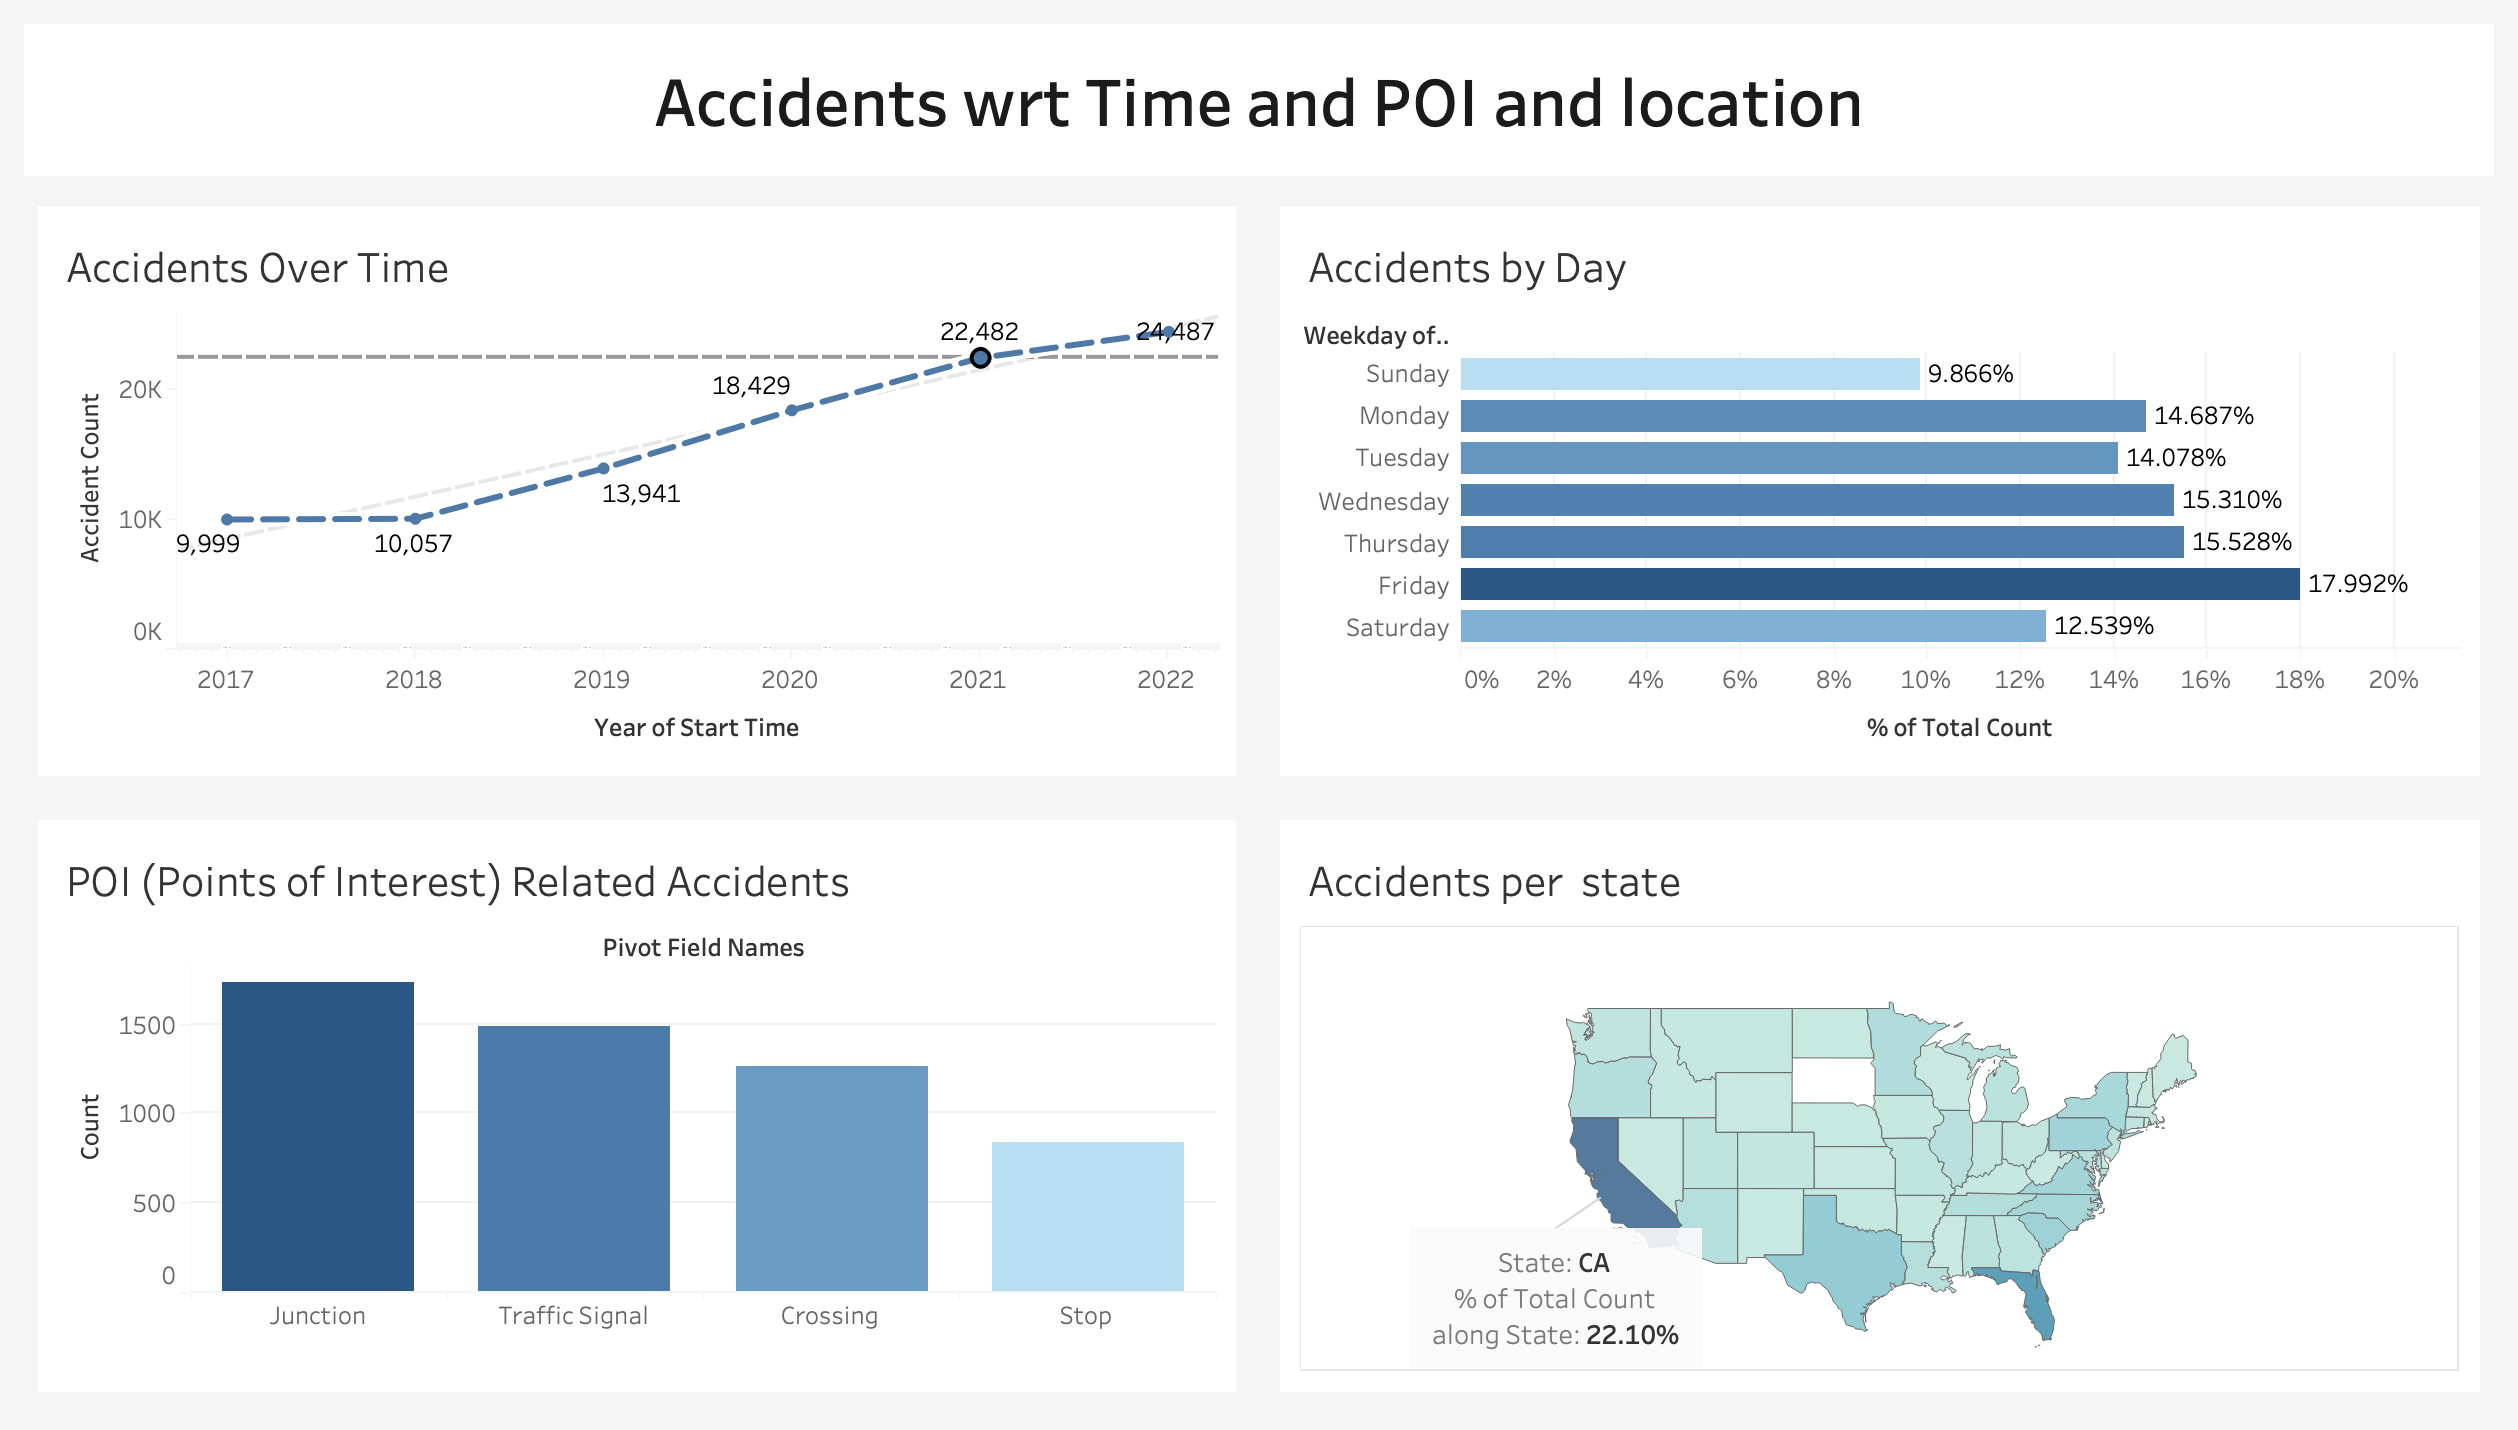 Accidents wrt Time and POI and location
Accidents Over Time
22,482
24,487
18,429
13,941
9,999
10,057
20K
10K
0K
Accident Count
2017 2018 2019 2020 2021 2022
Year of Start Time
Accidents by Day
Weekday of..
Sunday 9.866%
Monday 14.687%
Tuesday 14.078%
Wednesday 15.310%
Thursday 15.528%
Friday 17.992%
Saturday 12.539%
0% 2% 4% 6% 8% 10% 12% 14% 16% 18% 20%
% of Total Count
POI (Points of Interest) Related Accidents
Pivot Field Names
1500
1000
500
0
Count
Junction Traffic Signal Crossing Stop
Accidents per state
State: CA
% of Total Count
along State: 22.10%